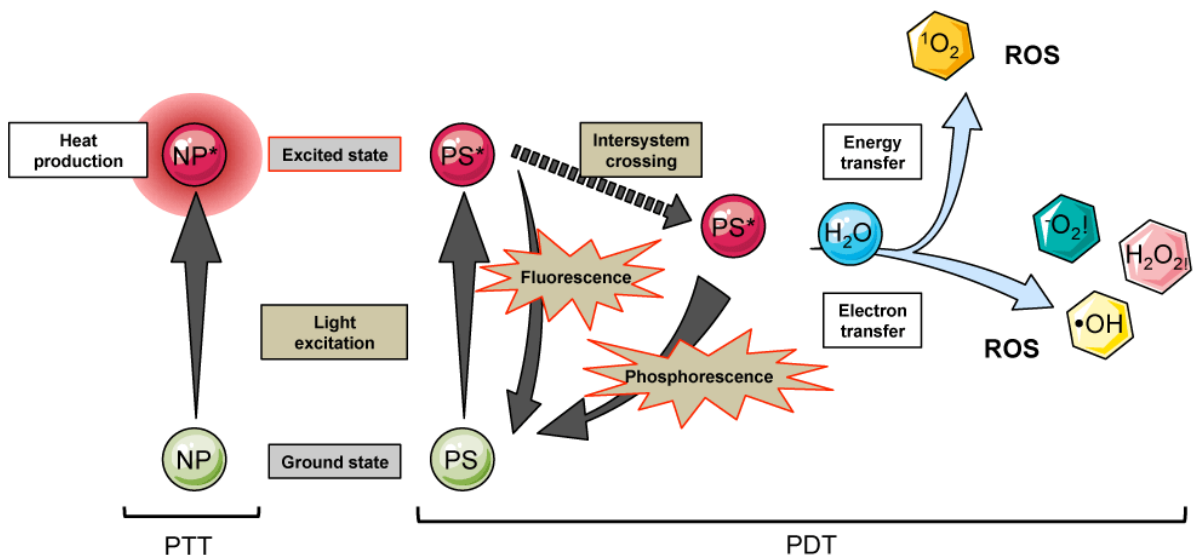 ¹O₂
ROS
Heat
production
NP*
Excited state
PS*
Intersystem
crossing
Energy
transfer
PS*
H₂O
⁻O₂!
H₂O₂!
Fluorescence
Light
excitation
Electron
transfer
•OH
ROS
Phosphorescence
NP
Ground state
PS
PTT
PDT